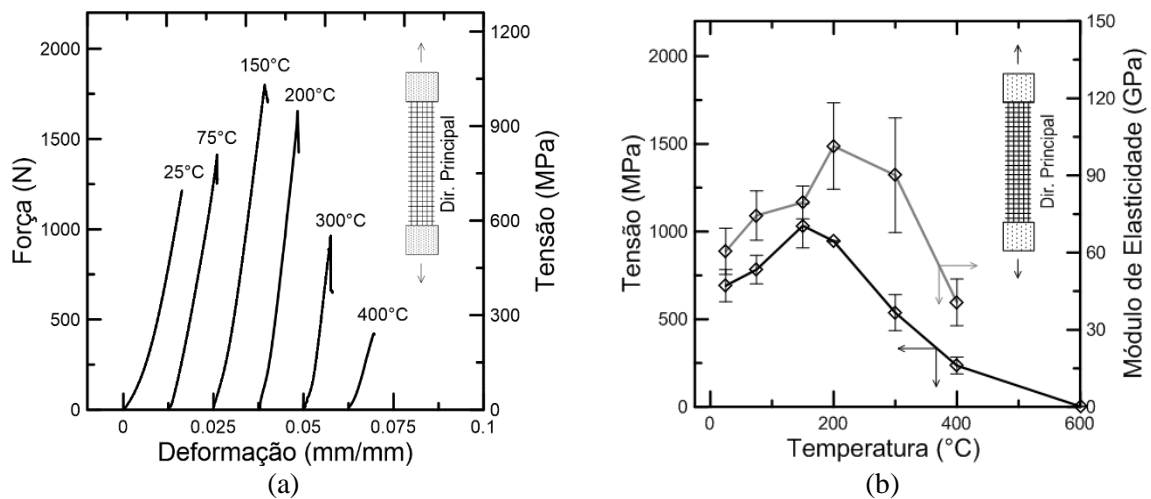 2000
1500
1000
500
0
Força (N)
25°C
75°C
150°C
200°C
300°C
400°C
Dir. Principal
1200
900
600
300
0
Tensão (MPa)
0
0.025
0.05
0.075
0.1
Deformação (mm/mm)
(a)
2000
1500
1000
500
0
Tensão (MPa)
Dir. Principal
150
120
90
60
30
0
Módulo de Elasticidade (GPa)
0
200
400
600
Temperatura (°C)
(b)